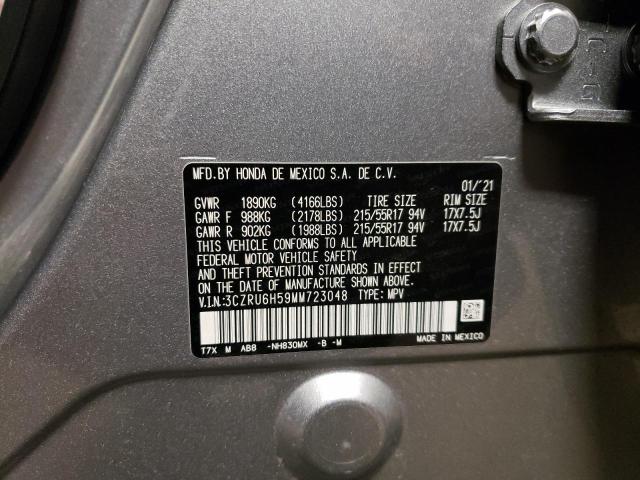 MFD.BY HONDA DE MEXICO S.A. DE C.V.
01/'21
GVWR 1890KG (4166LBS) TIRE SIZE RIM SIZE
GAWR F 988KG (2178LBS) 215/55R17 94V 17X7.5J
GAWR R 902KG (1988LBS) 215/55R17 94V 17X7.5J
THIS VEHICLE CONFORMS TO ALL APPLICABLE
FEDERAL MOTOR VEHICLE SAFETY
AND THEFT PREVENTION STANDARDS IN EFFECT
ON THE DATE OF MANUFACTURE SHOWN ABOVE.
V.I.N.:3CZRU6H59MM723048 TYPE: MPV
T7X M AB8 -NH830MX -B -M MADE IN MEXICO